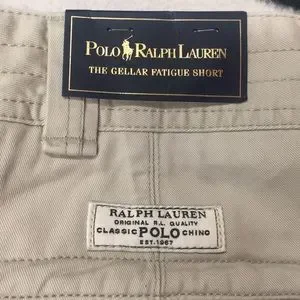 POLO RALPH LAUREN
THE GELLAR FATIGUE SHORT
RALPH LAUREN
ORIGINAL R.L. QUALITY
CLASSIC POLO CHINO
EST. 1967